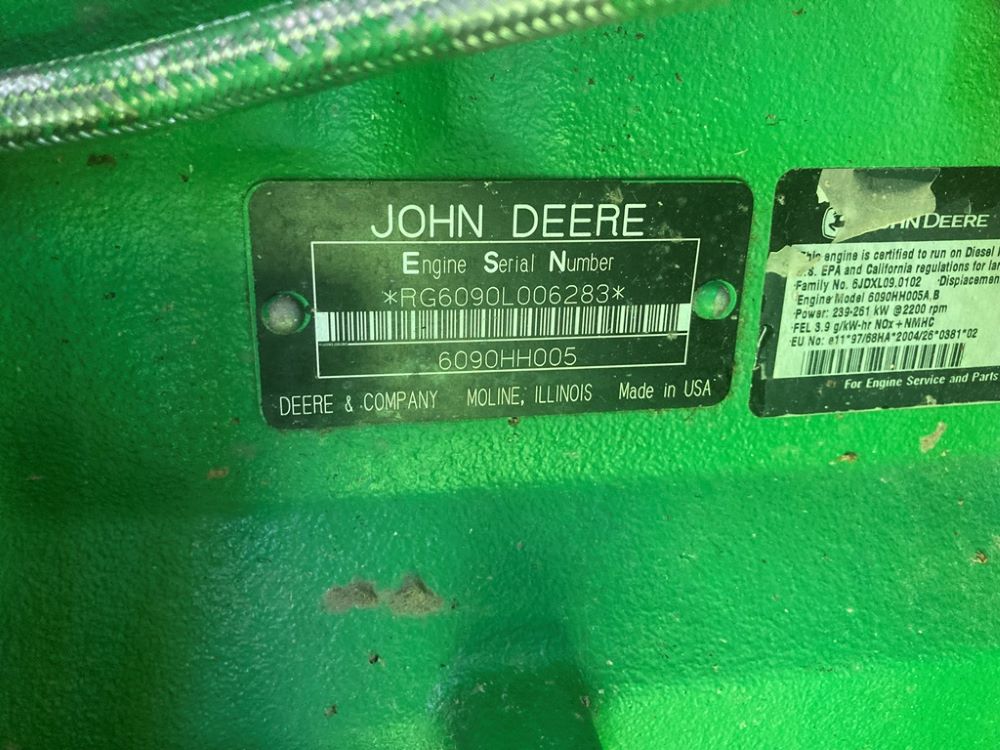 JOHN DEERE
Engine Serial Number
*RG6090L006283*
6090HH005
DEERE & COMPANY MOLINE, ILLINOIS Made in USA
DEERE
This engine is certified to run on Diesel
U.S. EPA and California regulations for
·Family No. 6JDXL09.0102 ·Displacement
·Engine Model 6090HH005A,B
·Power: 239-261 kW @2200 rpm
·FEL 3.9 g/kW-hr NOx+NMHC
·EU No: e11*97/68HA*2004/26*0381*02
For Engine Service and Parts